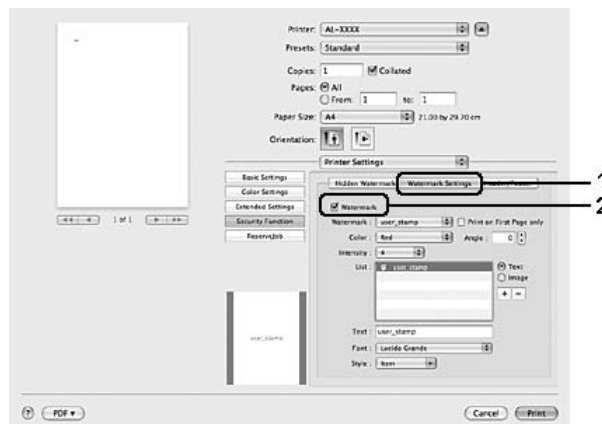 Printer: AL-XXXX
Presets: Standard
Copies: 1 Collated
Pages: All
From: 1 to: 1
Paper Size: A4 21.00 by 29.70 cm
Orientation:
Printer Settings
Basic Settings
Color Settings
Extended Settings
Security Function
ReserveJob
1 of 1
Hidden Watermark Watermark Settings
1
Watermark
2
Watermark : user_stamp Print on First Page only
Color : Red Angle : 0
Intensity : 4
List : user_stamp Text
Image
+ −
user_stamp
Text : user_stamp
Font : Lucida Grande
Style :
? PDF ▾ Cancel Print